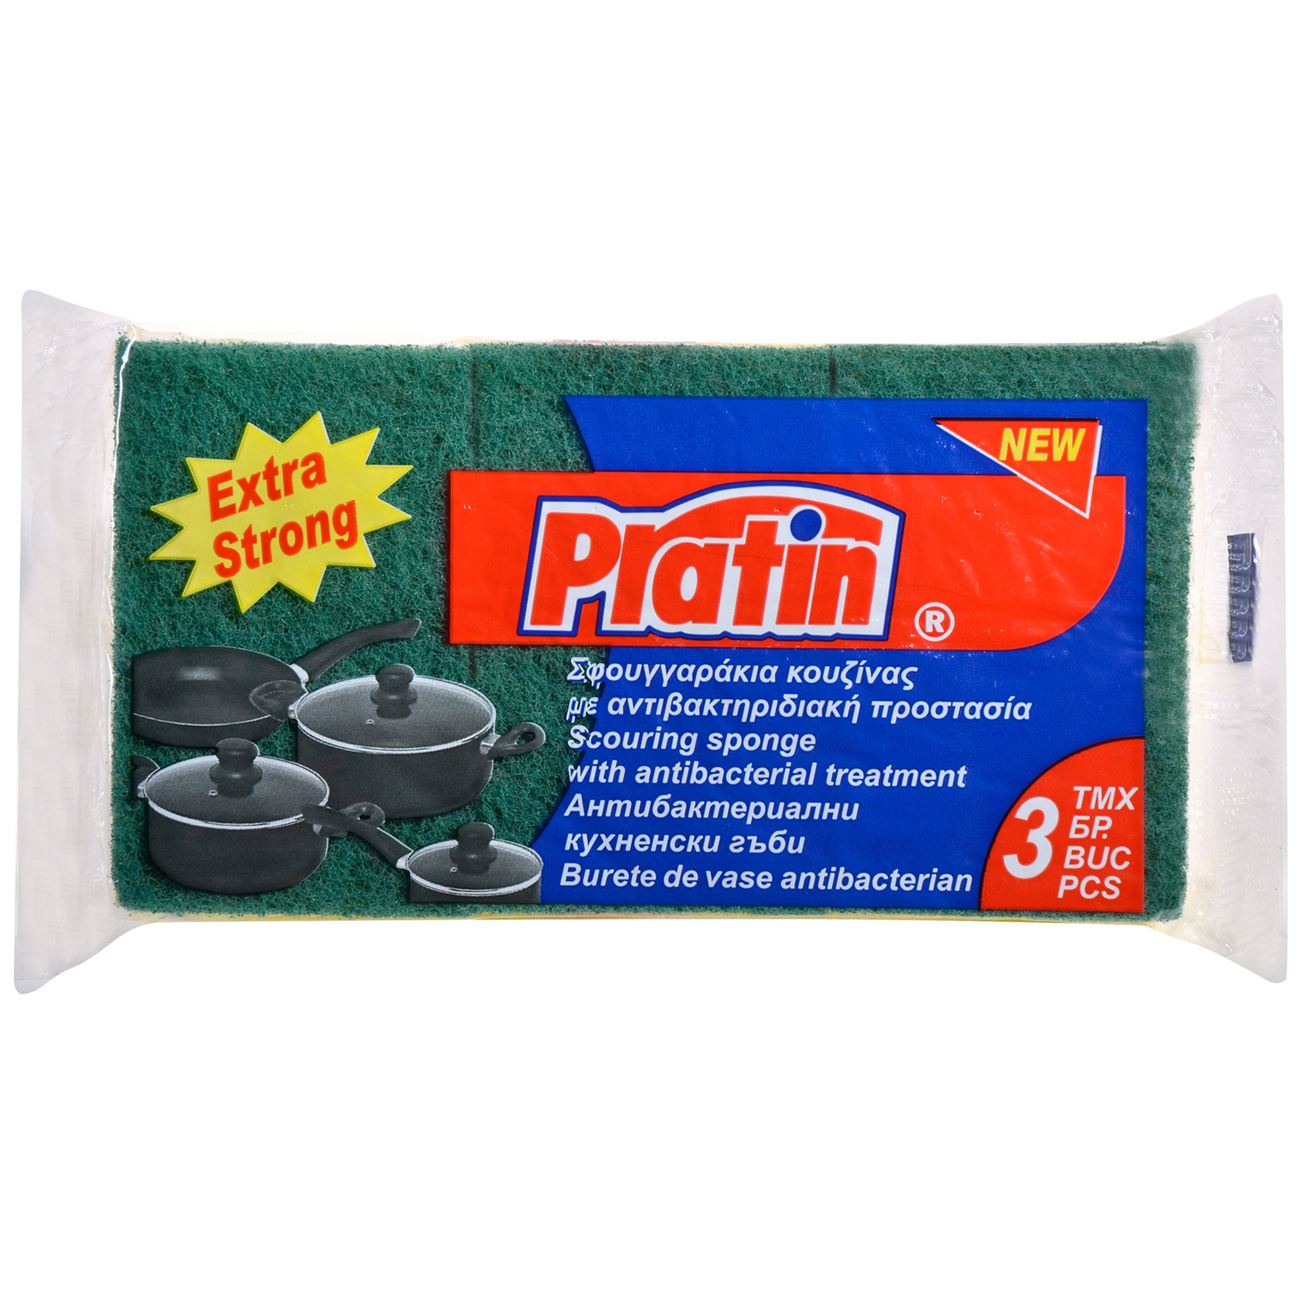 Extra
Strong
NEW
Platin
®
Σφουγγαράκια κουζίνας
με αντιβακτηριδιακή προστασία
Scouring sponge
with antibacterial treatment
Антибактериални
кухненски гъби
Burete de vase antibacterian
3
ΤΜΧ
БР.
BUC
PCS